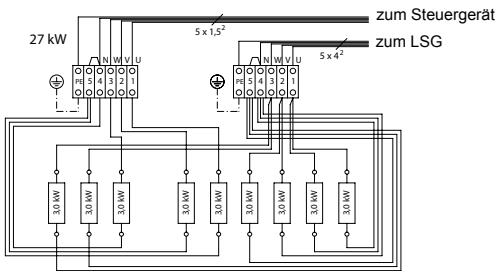 zum Steuergerät
27 kW
N W V U
5 x 1,5²
zum LSG
N W V U
5 x 4²
PE 5 4 3 2 1
PE 5 4 3 2 1
3,0 kW
3,0 kW
3,0 kW
3,0 kW
3,0 kW
3,0 kW
3,0 kW
3,0 kW
3,0 kW